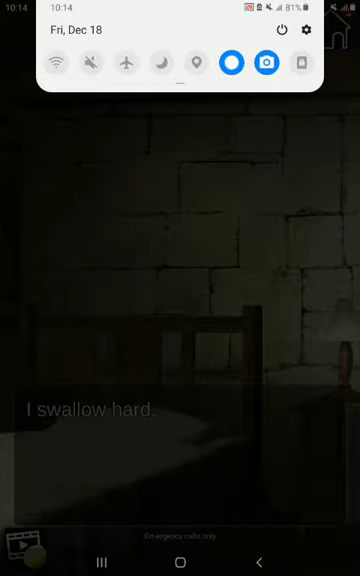 10:14
10:14
81%
Fri, Dec 18
I swallow hard.
Emergency calls only